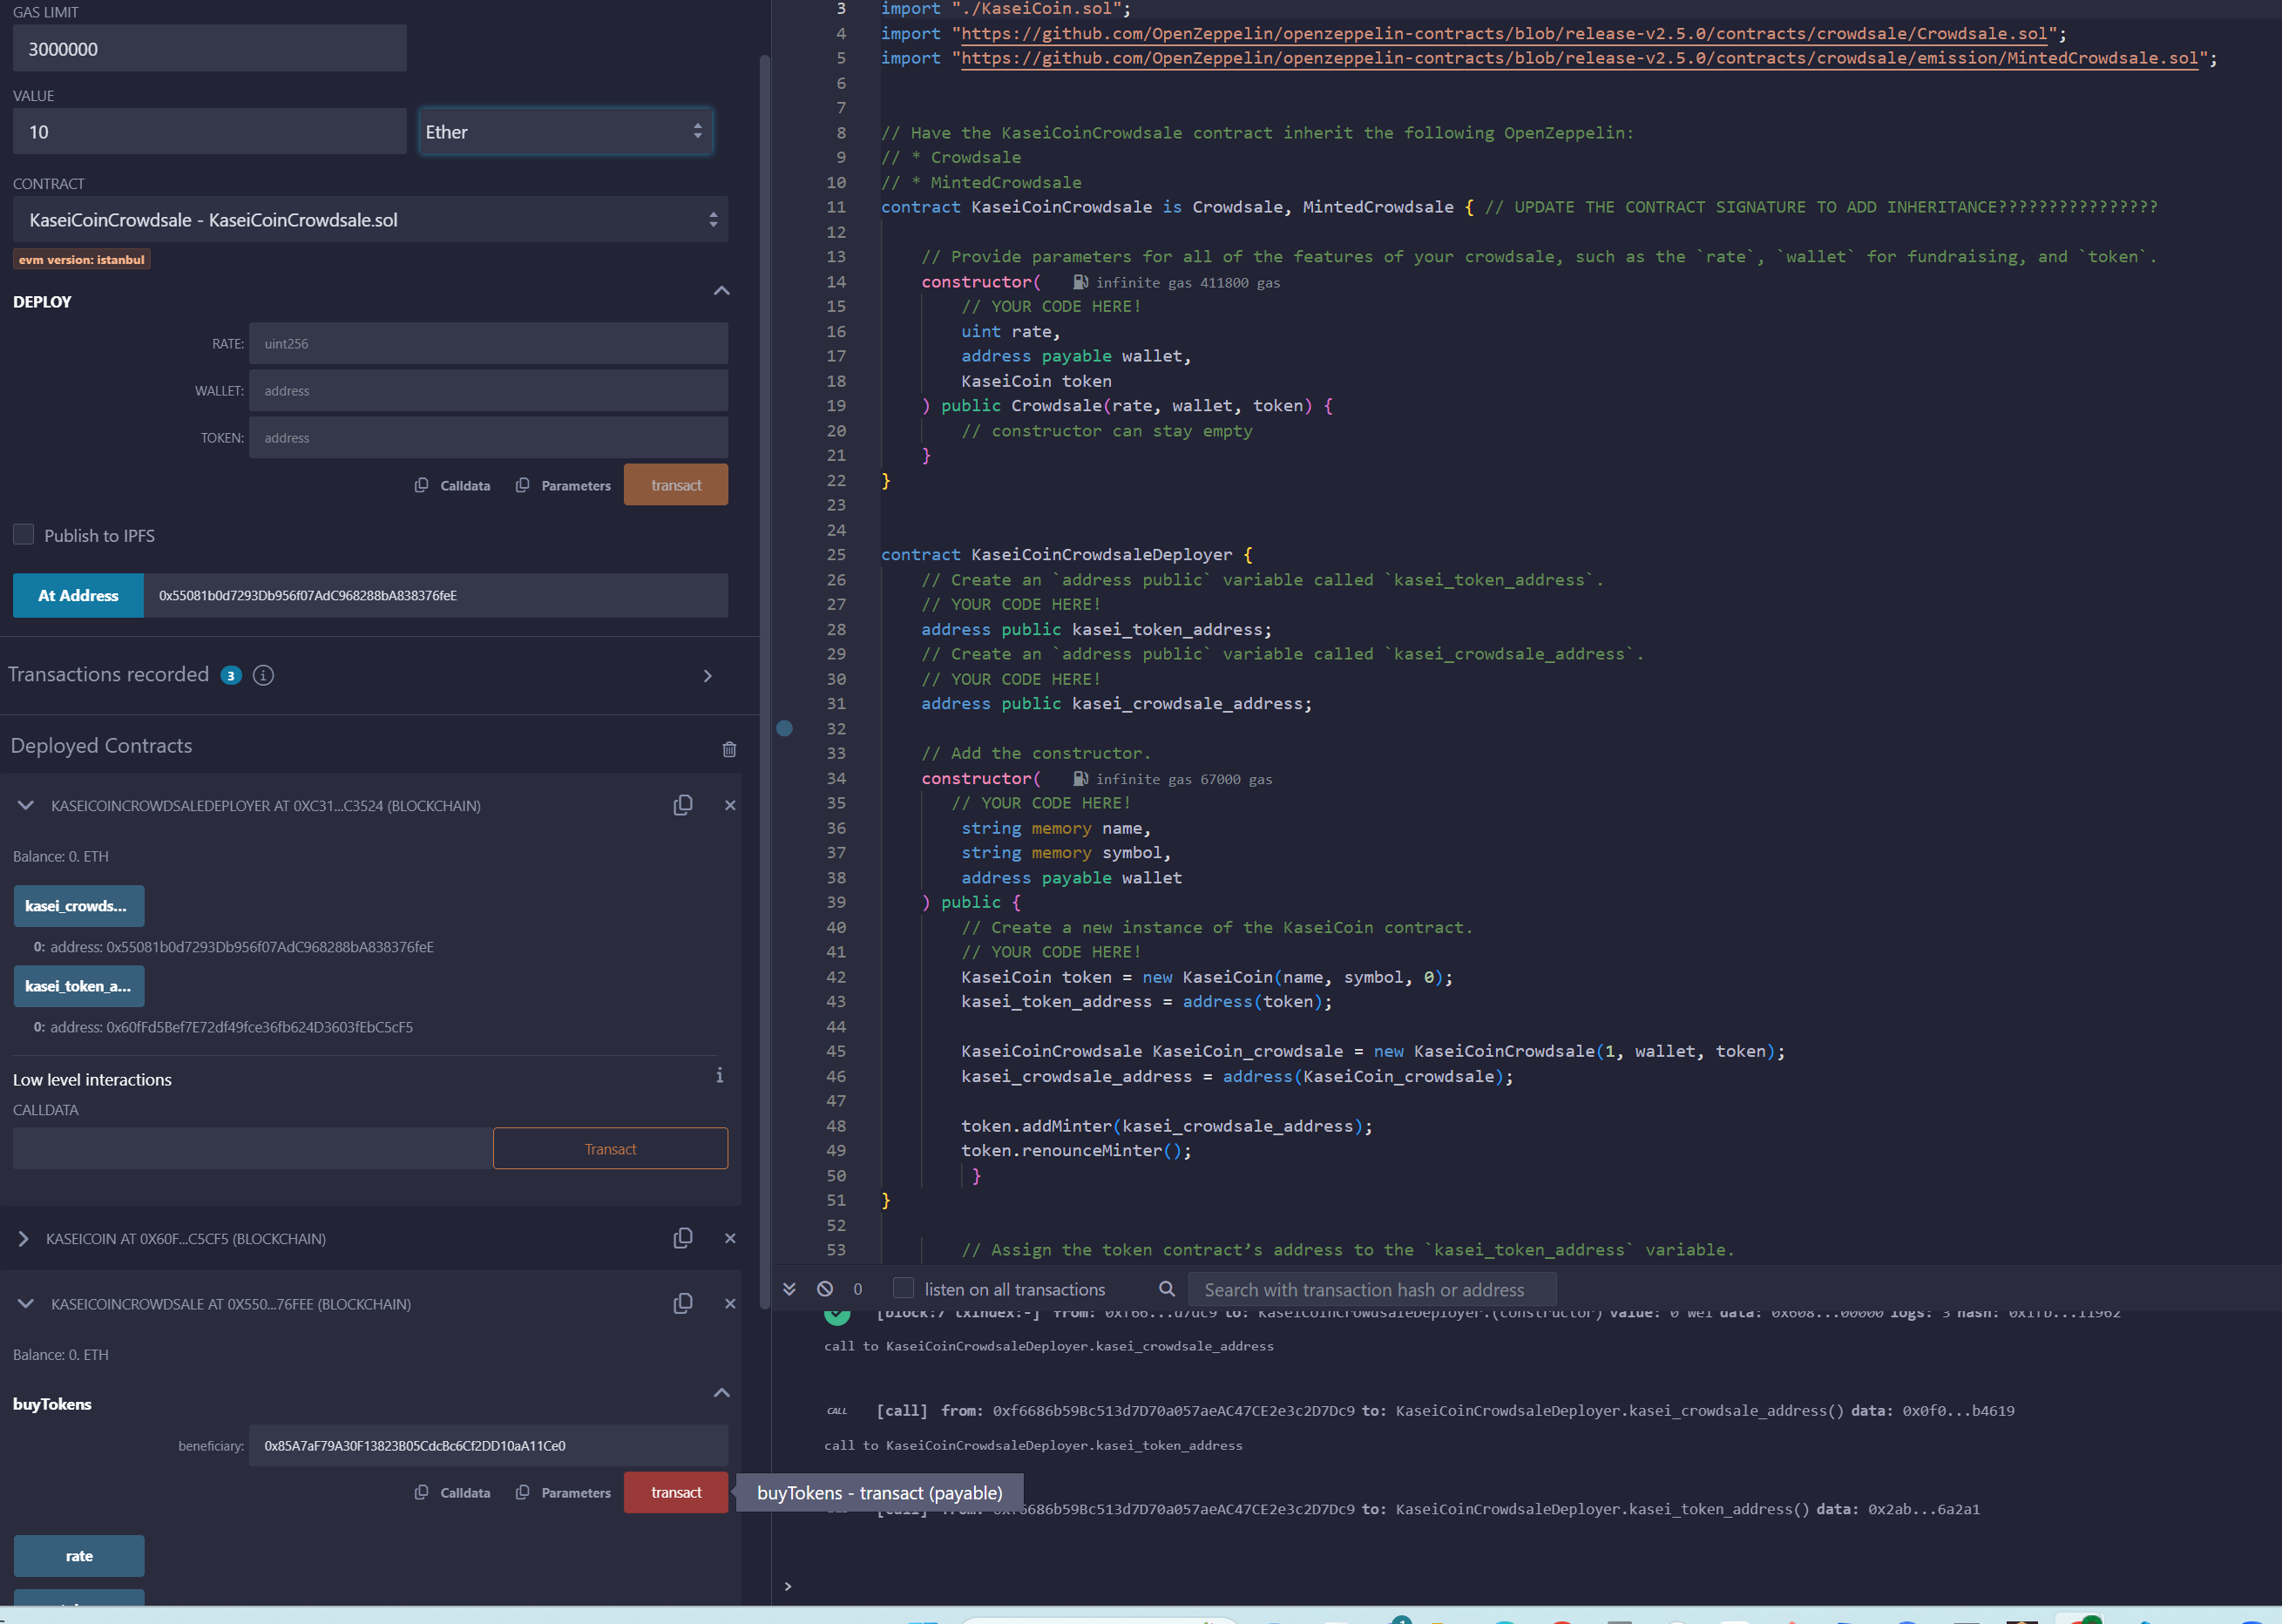 GAS LIMIT
3000000
VALUE
10
Ether
CONTRACT
KaseiCoinCrowdsale - KaseiCoinCrowdsale.sol
evm version: istanbul
DEPLOY
RATE: uint256
WALLET: address
TOKEN: address
Calldata Parameters transact
Publish to IPFS
At Address 0x55081b0d7293Db956f07AdC968288bA838376feE
Transactions recorded 3 i
Deployed Contracts
KASEICOINCROWDSALEDEPLOYER AT 0XC31...C3524 (BLOCKCHAIN)
Balance: 0. ETH
kasei_crowds...
0: address: 0x55081b0d7293Db956f07AdC968288bA838376feE
kasei_token_a...
0: address: 0x60fFd5Bef7E72df49fce36fb624D3603fEbC5cF5
Low level interactions
CALLDATA
Transact
KASEICOIN AT 0X60F...C5CF5 (BLOCKCHAIN)
KASEICOINCROWDSALE AT 0X550...76FEE (BLOCKCHAIN)
Balance: 0. ETH
buyTokens
beneficiary: 0x85A7aF79A30F13823B05CdcBc6Cf2DD10aA11Ce0
Calldata Parameters transact
buyTokens - transact (payable)
rate
3 import "./KaseiCoin.sol";
4 import "https://github.com/OpenZeppelin/openzeppelin-contracts/blob/release-v2.5.0/contracts/crowdsale/Crowdsale.sol";
5 import "https://github.com/OpenZeppelin/openzeppelin-contracts/blob/release-v2.5.0/contracts/crowdsale/emission/MintedCrowdsale.sol";
6
7
8 // Have the KaseiCoinCrowdsale contract inherit the following OpenZeppelin:
9 // * Crowdsale
10 // * MintedCrowdsale
11 contract KaseiCoinCrowdsale is Crowdsale, MintedCrowdsale { // UPDATE THE CONTRACT SIGNATURE TO ADD INHERITANCE????????????????
12
13 // Provide parameters for all of the features of your crowdsale, such as the `rate`, `wallet` for fundraising, and `token`.
14 constructor( infinite gas 411800 gas
15 // YOUR CODE HERE!
16 uint rate,
17 address payable wallet,
18 KaseiCoin token
19 ) public Crowdsale(rate, wallet, token) {
20 // constructor can stay empty
21 }
22 }
23
24
25 contract KaseiCoinCrowdsaleDeployer {
26 // Create an `address public` variable called `kasei_token_address`.
27 // YOUR CODE HERE!
28 address public kasei_token_address;
29 // Create an `address public` variable called `kasei_crowdsale_address`.
30 // YOUR CODE HERE!
31 address public kasei_crowdsale_address;
32
33 // Add the constructor.
34 constructor( infinite gas 67000 gas
35 // YOUR CODE HERE!
36 string memory name,
37 string memory symbol,
38 address payable wallet
39 ) public {
40 // Create a new instance of the KaseiCoin contract.
41 // YOUR CODE HERE!
42 KaseiCoin token = new KaseiCoin(name, symbol, 0);
43 kasei_token_address = address(token);
44
45 KaseiCoinCrowdsale KaseiCoin_crowdsale = new KaseiCoinCrowdsale(1, wallet, token);
46 kasei_crowdsale_address = address(KaseiCoin_crowdsale);
47
48 token.addMinter(kasei_crowdsale_address);
49 token.renounceMinter();
50 }
51 }
52
53 // Assign the token contract’s address to the `kasei_token_address` variable.
0 listen on all transactions Search with transaction hash or address
[block:7 txIndex:-] from: 0xf66...d7dc9 to: KaseiCoinCrowdsaleDeployer.(constructor) value: 0 wei data: 0x608...00000 logs: 3 hash: 0x1fb...11962
call to KaseiCoinCrowdsaleDeployer.kasei_crowdsale_address
CALL [call] from: 0xf6686b59Bc513d7D70a057aeAC47CE2e3c2D7Dc9 to: KaseiCoinCrowdsaleDeployer.kasei_crowdsale_address() data: 0x0f0...b4619
call to KaseiCoinCrowdsaleDeployer.kasei_token_address
[call] from: 0xf6686b59Bc513d7D70a057aeAC47CE2e3c2D7Dc9 to: KaseiCoinCrowdsaleDeployer.kasei_token_address() data: 0x2ab...6a2a1
>